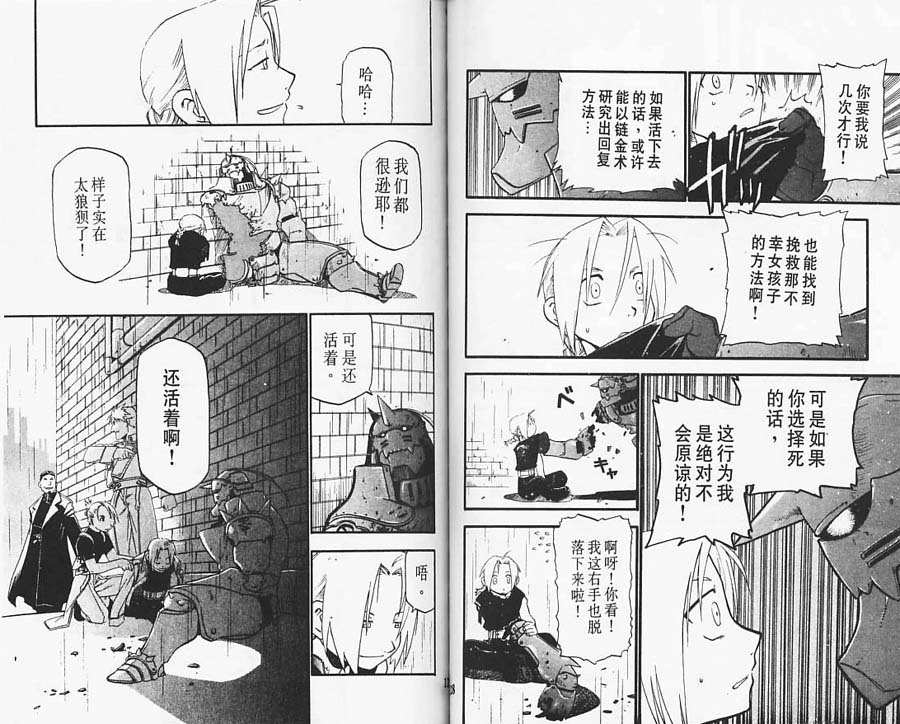 你要我说
几次才行！
如果活下去
的话，或许
能以链金术
研究出回复
方法…
也能找到
挽救那不
幸女孩子
的方法啊！
可是如果
你选择死
的话，
这行为我
是绝对不
会原谅的！
べ
キャ
啊呀！你看！
我这右手也脱
落下来啦！
哈哈
…
我们都
很逊耶！
样子实在
太狼狈了！
可是还
活着。
唔。
还活着啊！